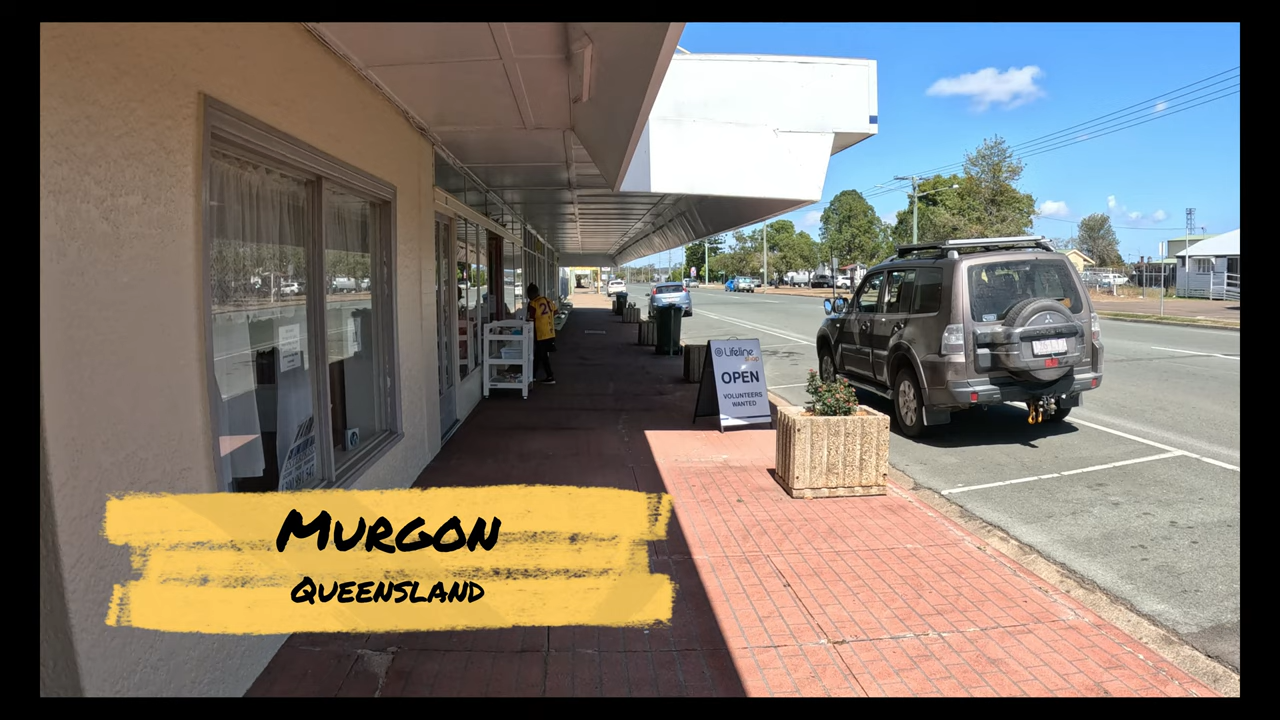 Lifeline
shop
OPEN
VOLUNTEERS
WANTED
MURGON
QUEENSLAND